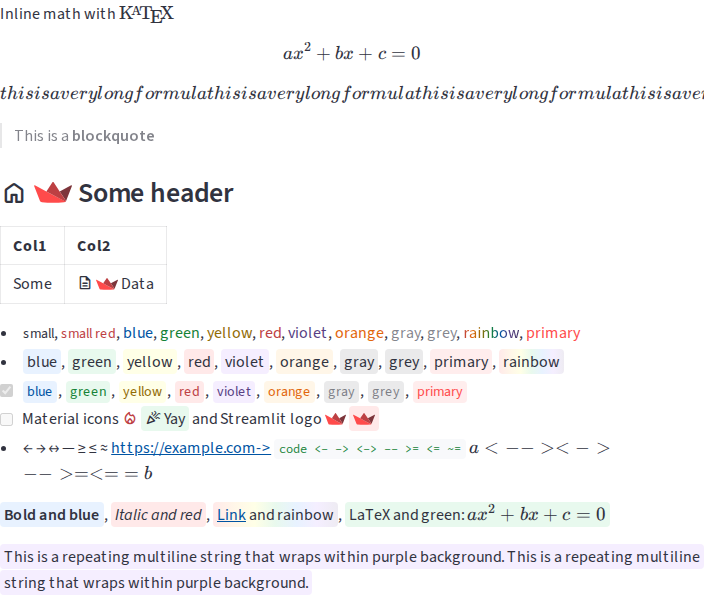 Inline math with KATEX
ax² + bx + c = 0
thisisaverylongformulathisisaverylongformulathisisaverylongformulathisisaver
This is a blockquote
Some header
Col1 Col2
Some Data
small, small red, blue, green, yellow, red, violet, orange, gray, grey, rainbow, primary
blue , green , yellow , red , violet , orange , gray , grey , primary , rainbow
blue , green , yellow , red , violet , orange , gray , grey , primary
Material icons Yay and Streamlit logo
← → ↔ — ≥ ≤ ≈ https://example.com-> code <- -> <-> -- >= <= ~= a < −− >< − >
−− >=<= = b
Bold and blue , Italic and red , Link and rainbow , LaTeX and green: ax² + bx + c = 0
This is a repeating multiline string that wraps within purple background. This is a repeating multiline
string that wraps within purple background.